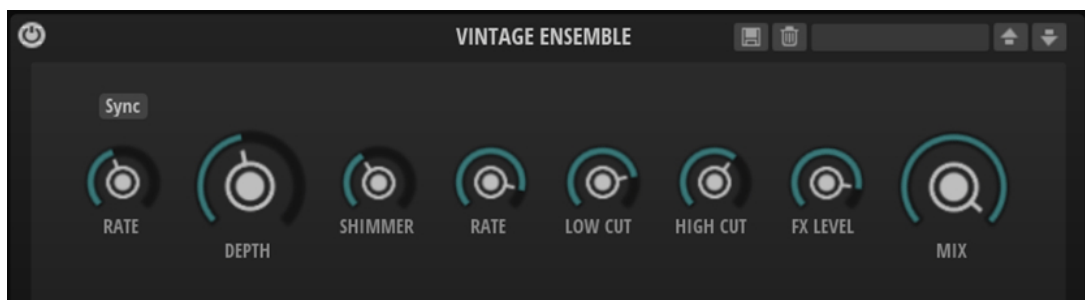 VINTAGE ENSEMBLE
Sync
RATE
DEPTH
SHIMMER
RATE
LOW CUT
HIGH CUT
FX LEVEL
MIX